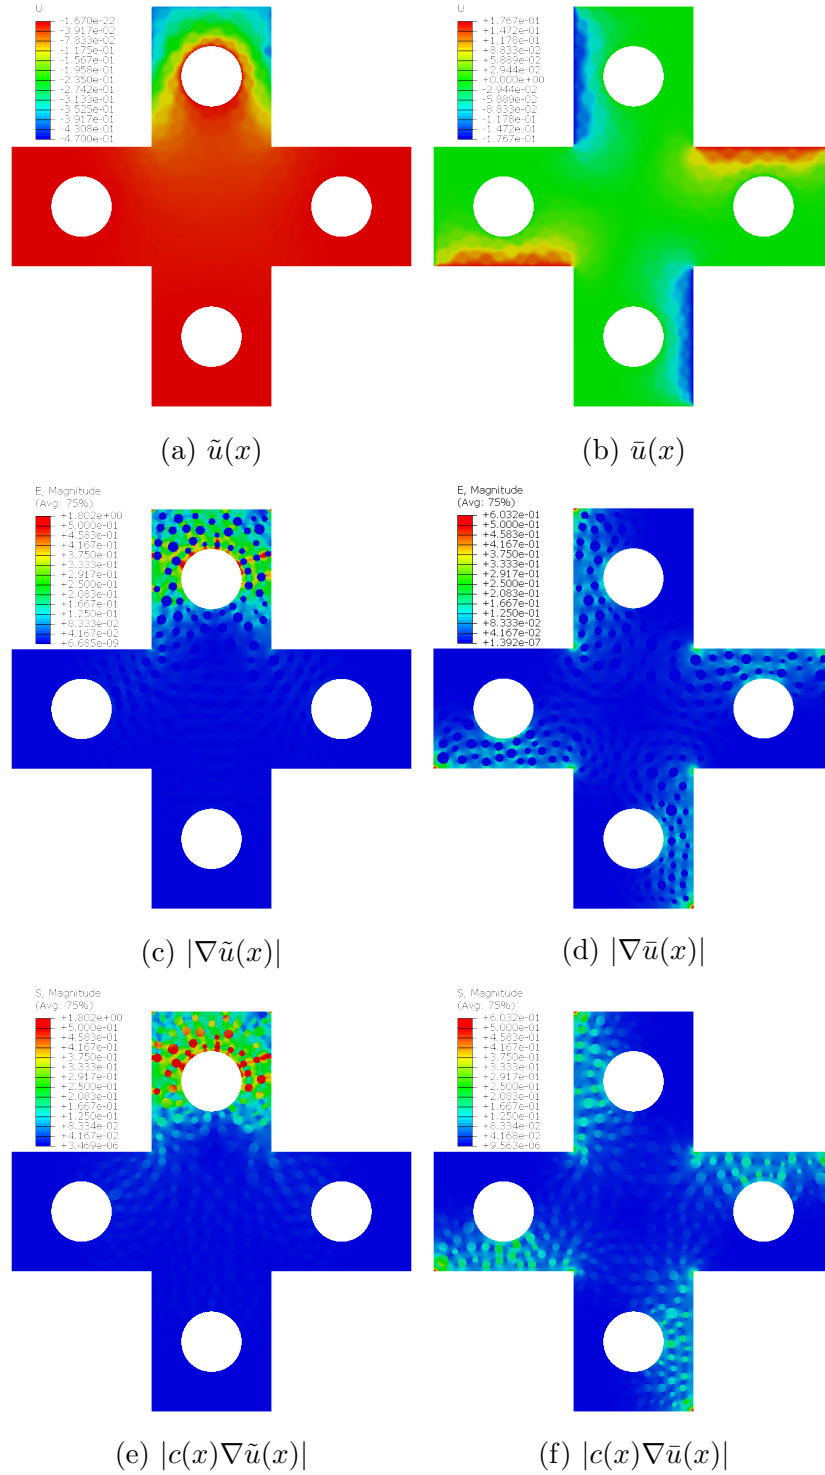 U
-1.670e-22
-3.917e-02
-7.833e-02
-1.175e-01
-1.567e-01
-1.958e-01
-2.350e-01
-2.742e-01
-3.133e-01
-3.525e-01
-3.917e-01
-4.308e-01
-4.700e-01
U
+1.767e-01
+1.472e-01
+1.178e-01
+8.833e-02
+5.889e-02
+2.944e-02
+0.000e+00
-2.944e-02
-5.889e-02
-8.833e-02
-1.178e-01
-1.472e-01
-1.767e-01
(a) ũ(x)
(b) ū(x)
E, Magnitude
(Avg: 75%)
+1.802e+00
+5.000e-01
+4.583e-01
+4.167e-01
+3.750e-01
+3.333e-01
+2.917e-01
+2.500e-01
+2.083e-01
+1.667e-01
+1.250e-01
+8.333e-02
+4.167e-02
+6.685e-09
E, Magnitude
(Avg: 75%)
+6.032e-01
+5.000e-01
+4.583e-01
+4.167e-01
+3.750e-01
+3.333e-01
+2.917e-01
+2.500e-01
+2.083e-01
+1.667e-01
+1.250e-01
+8.333e-02
+4.167e-02
+1.392e-07
(c) |∇ũ(x)|
(d) |∇ū(x)|
S, Magnitude
(Avg: 75%)
+1.802e+00
+5.000e-01
+4.583e-01
+4.167e-01
+3.750e-01
+3.333e-01
+2.917e-01
+2.500e-01
+2.083e-01
+1.667e-01
+1.250e-01
+8.334e-02
+4.167e-02
+3.469e-06
S, Magnitude
(Avg: 75%)
+6.032e-01
+5.000e-01
+4.583e-01
+4.167e-01
+3.750e-01
+3.333e-01
+2.917e-01
+2.500e-01
+2.083e-01
+1.667e-01
+1.250e-01
+8.334e-02
+4.168e-02
+9.563e-06
(e) |c(x)∇ũ(x)|
(f) |c(x)∇ū(x)|